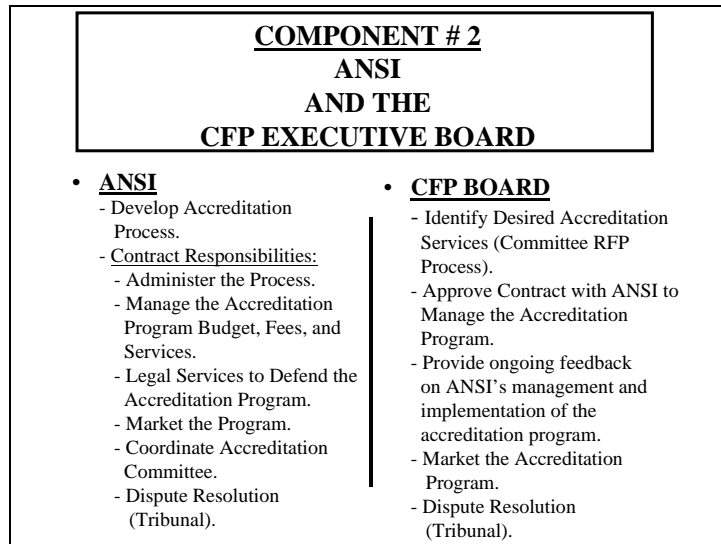 COMPONENT # 2
ANSI
AND THE
CFP EXECUTIVE BOARD
• ANSI
- Develop Accreditation
Process.
- Contract Responsibilities:
- Administer the Process.
- Manage the Accreditation
Program Budget, Fees, and
Services.
- Legal Services to Defend the
Accreditation Program.
- Market the Program.
- Coordinate Accreditation
Committee.
- Dispute Resolution
(Tribunal).
• CFP BOARD
- Identify Desired Accreditation
Services (Committee RFP
Process).
- Approve Contract with ANSI to
Manage the Accreditation
Program.
- Provide ongoing feedback
on ANSI’s management and
implementation of the
accreditation program.
- Market the Accreditation
Program.
- Dispute Resolution
(Tribunal).